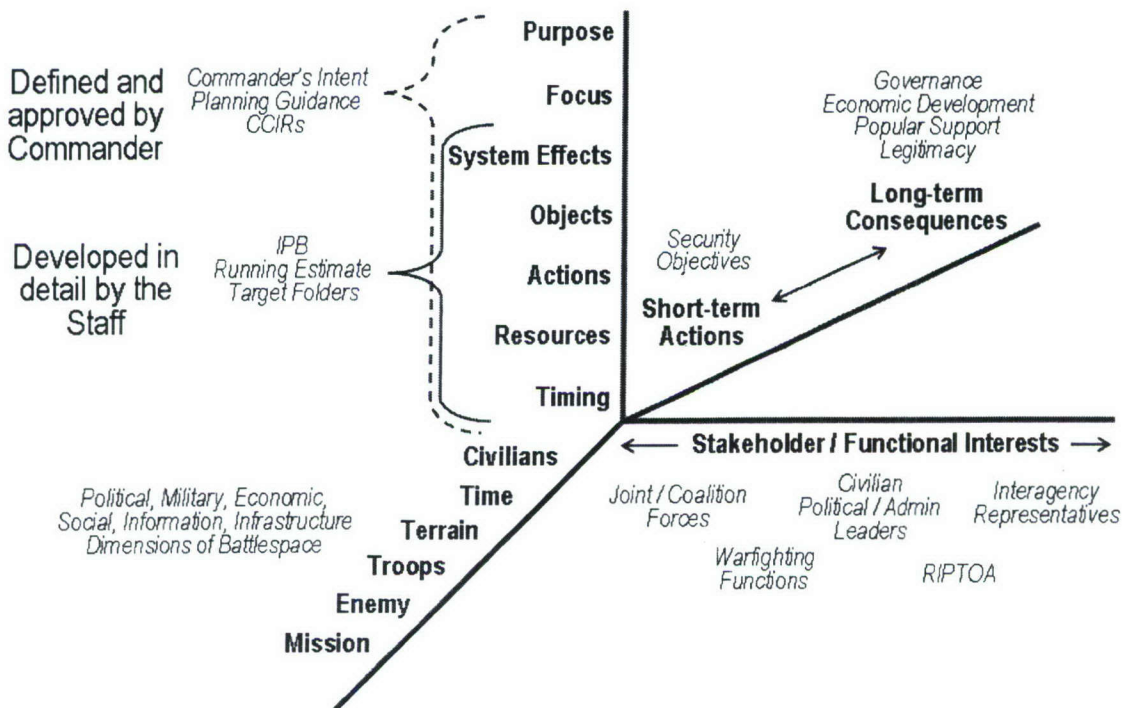 Defined and
approved by
Commander
Commander's Intent
Planning Guidance
CCIRs
Developed in
detail by the
Staff
IPB
Running Estimate
Target Folders
Purpose
Focus
System Effects
Objects
Actions
Resources
Timing
Governance
Economic Development
Popular Support
Legitimacy
Long-term
Consequences
Security
Objectives
Short-term
Actions
Stakeholder / Functional Interests
Joint / Coalition
Forces
Civilian
Political / Admin
Leaders
Interagency
Representatives
Warfighting
Functions
RIPTOA
Civilians
Time
Terrain
Troops
Enemy
Mission
Political, Military, Economic,
Social, Information, Infrastructure
Dimensions of Battlespace